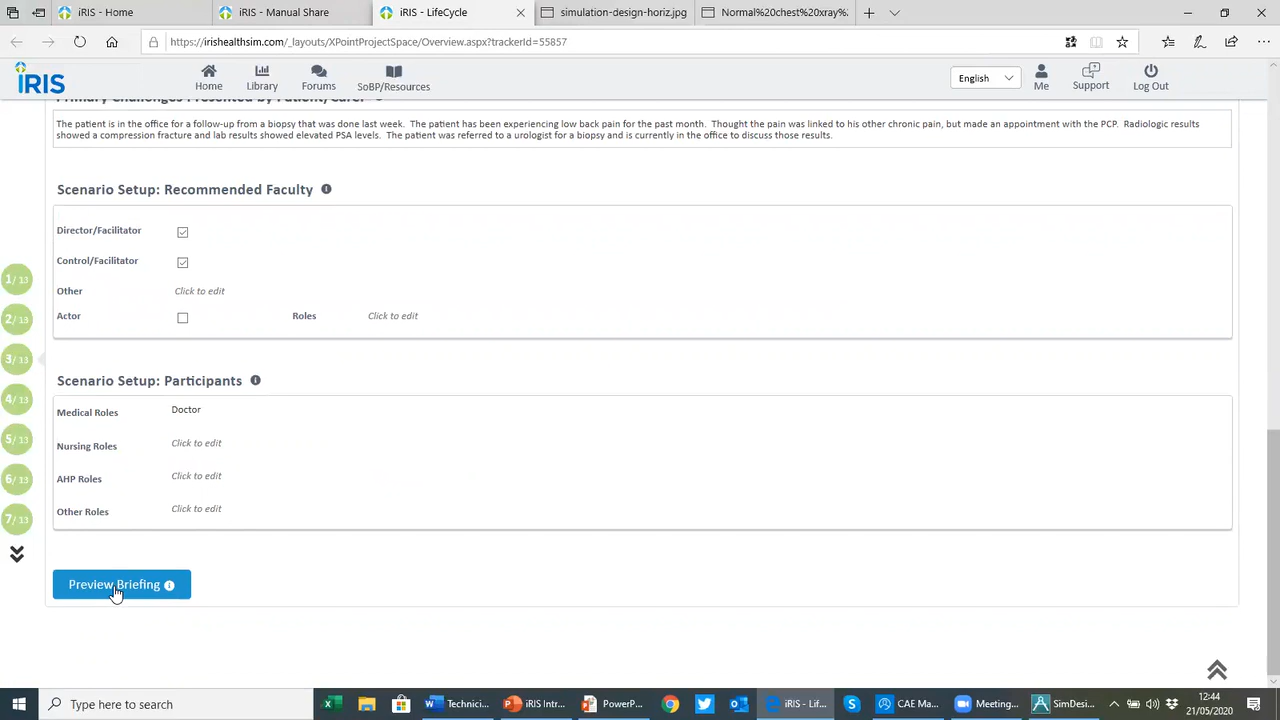 iRIS - Home
iRIS - Manual Share
iRIS - LifeCycle
simulation-design-horiz.jpg
Normal%20chest%20xray%
https://irishealthsim.com/_layouts/XPointProjectSpace/Overview.aspx?trackerId=55857
iRIS
Home
Library
Forums
SoBP/Resources
English
Me
Support
Log Out
Primary Challenges Presented by Patient/Carer
The patient is in the office for a follow-up from a biopsy that was done last week. The patient has been experiencing low back pain for the past month. Thought the pain was linked to his other chronic pain, but made an appointment with the PCP. Radiologic results
showed a compression fracture and lab results showed elevated PSA levels. The patient was referred to a urologist for a biopsy and is currently in the office to discuss those results.
Scenario Setup: Recommended Faculty
Director/Facilitator
Control/Facilitator
Other Click to edit
Actor Roles Click to edit
Scenario Setup: Participants
Medical Roles Doctor
Nursing Roles Click to edit
AHP Roles Click to edit
Other Roles Click to edit
1/ 13
2/ 13
3/ 13
4/ 13
5/ 13
6/ 13
7/ 13
Preview Briefing
Type here to search
Technici...
iRIS Intr...
PowerP...
iRIS - Life...
CAE Ma...
Meeting...
SimDesi...
12:44
21/05/2020